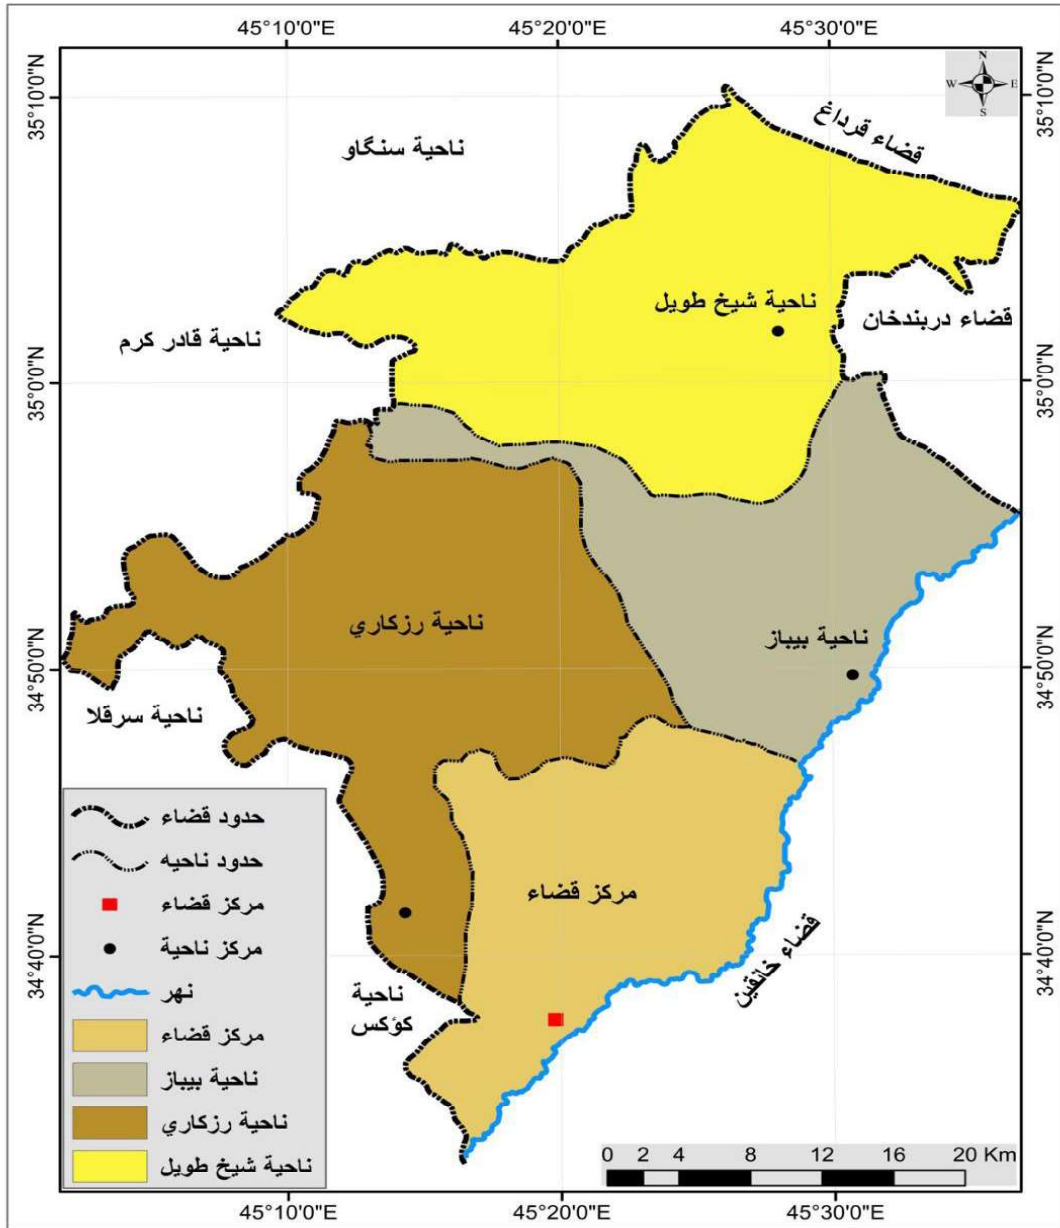 45°10'0"E 45°20'0"E 45°30'0"E
35°10'0"N
35°10'0"N
N
W E
S
قضاء قرداغ
ناحية سنگاو
ناحية شيخ طويل
قضاء دربندخان
ناحية قادر كرم
35°0'0"N
35°0'0"N
ناحية رزكاري
ناحية بيباز
34°50'0"N
34°50'0"N
ناحية سرقلا
مركز قضاء
قضاء خانقين
34°40'0"N
34°40'0"N
ناحية
كوكس
حدود قضاء
حدود ناحيه
مركز قضاء
مركز ناحية
نهر
مركز قضاء
ناحية بيباز
ناحية رزكاري
ناحية شيخ طويل
0 2 4 8 12 16 20 Km
45°10'0"E 45°20'0"E 45°30'0"E